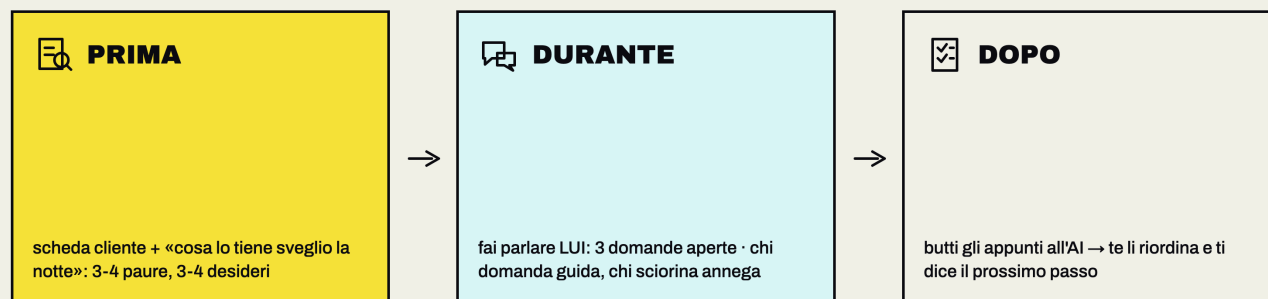 PRIMA
scheda cliente + «cosa lo tiene sveglio la
notte»: 3-4 paure, 3-4 desideri
DURANTE
fai parlare LUI: 3 domande aperte · chi
domanda guida, chi sciorina annega
DOPO
butti gli appunti all'AI → te li riordina e ti
dice il prossimo passo